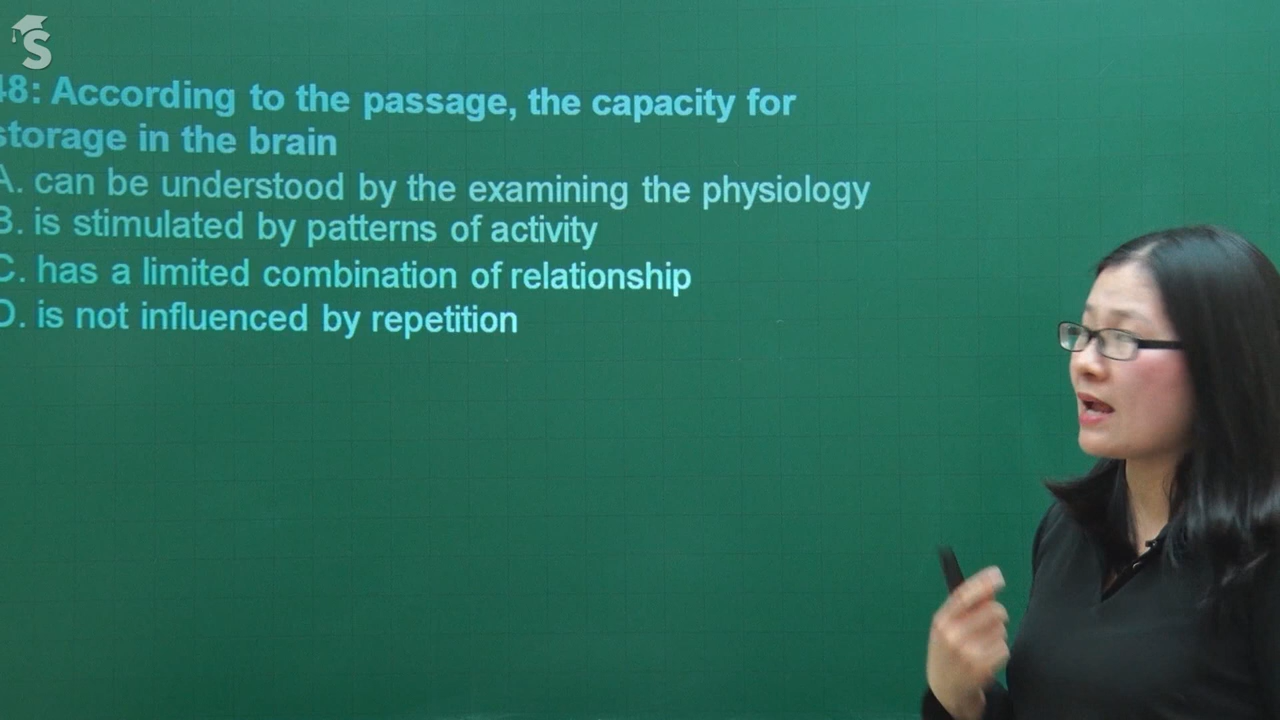 48: According to the passage, the capacity for
storage in the brain
A. can be understood by the examining the physiology
B. is stimulated by patterns of activity
C. has a limited combination of relationship
D. is not influenced by repetition
S